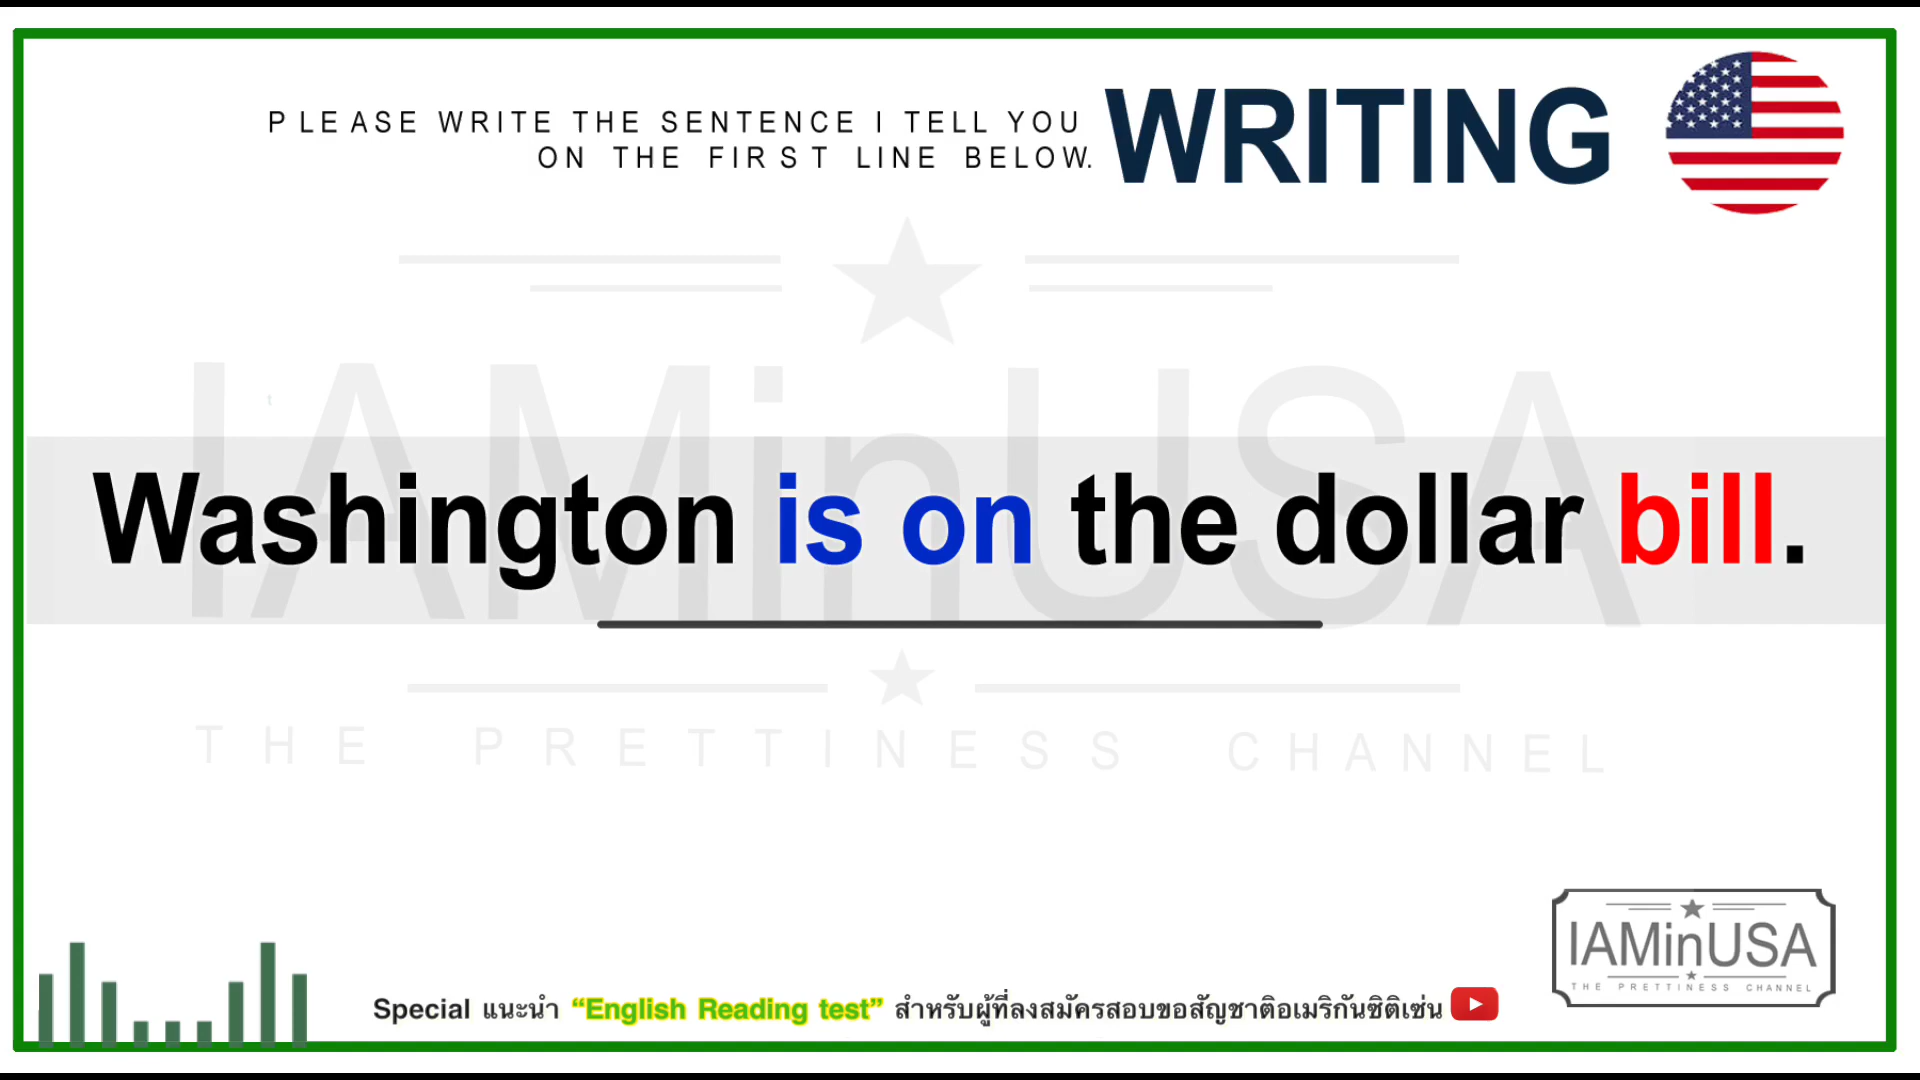 PLEASE WRITE THE SENTENCE I TELL YOU
ON THE FIRST LINE BELOW.
WRITING
IAMinUSA
Washington is on the dollar bill.
THE PRETTINESS CHANNEL
IAMinUSA
THE PRETTINESS CHANNEL
Special แนะนำ “English Reading test” สำหรับผู้ที่ลงสมัครสอบขอสัญชาติอเมริกันซิติเซ่น